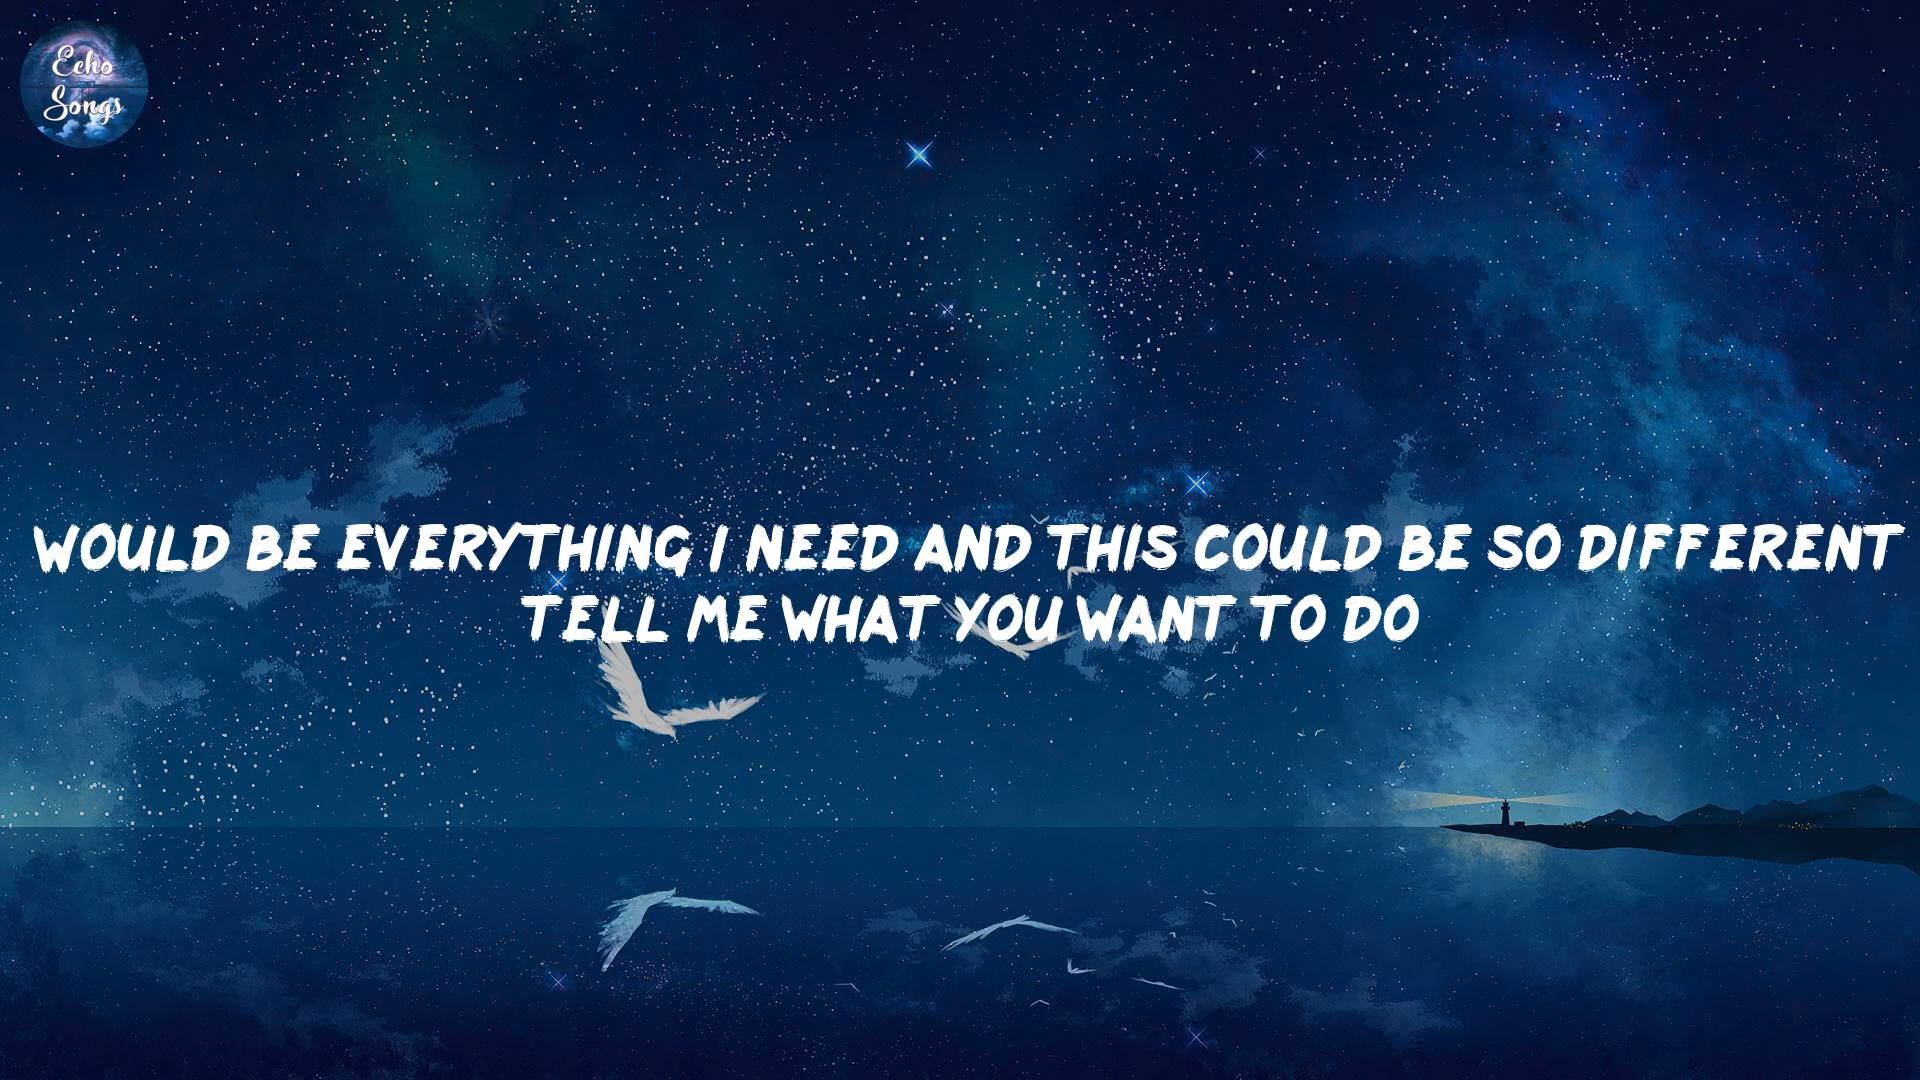 Echo
Songs
WOULD BE EVERYTHING I NEED AND THIS COULD BE SO DIFFERENT
TELL ME WHAT YOU WANT TO DO